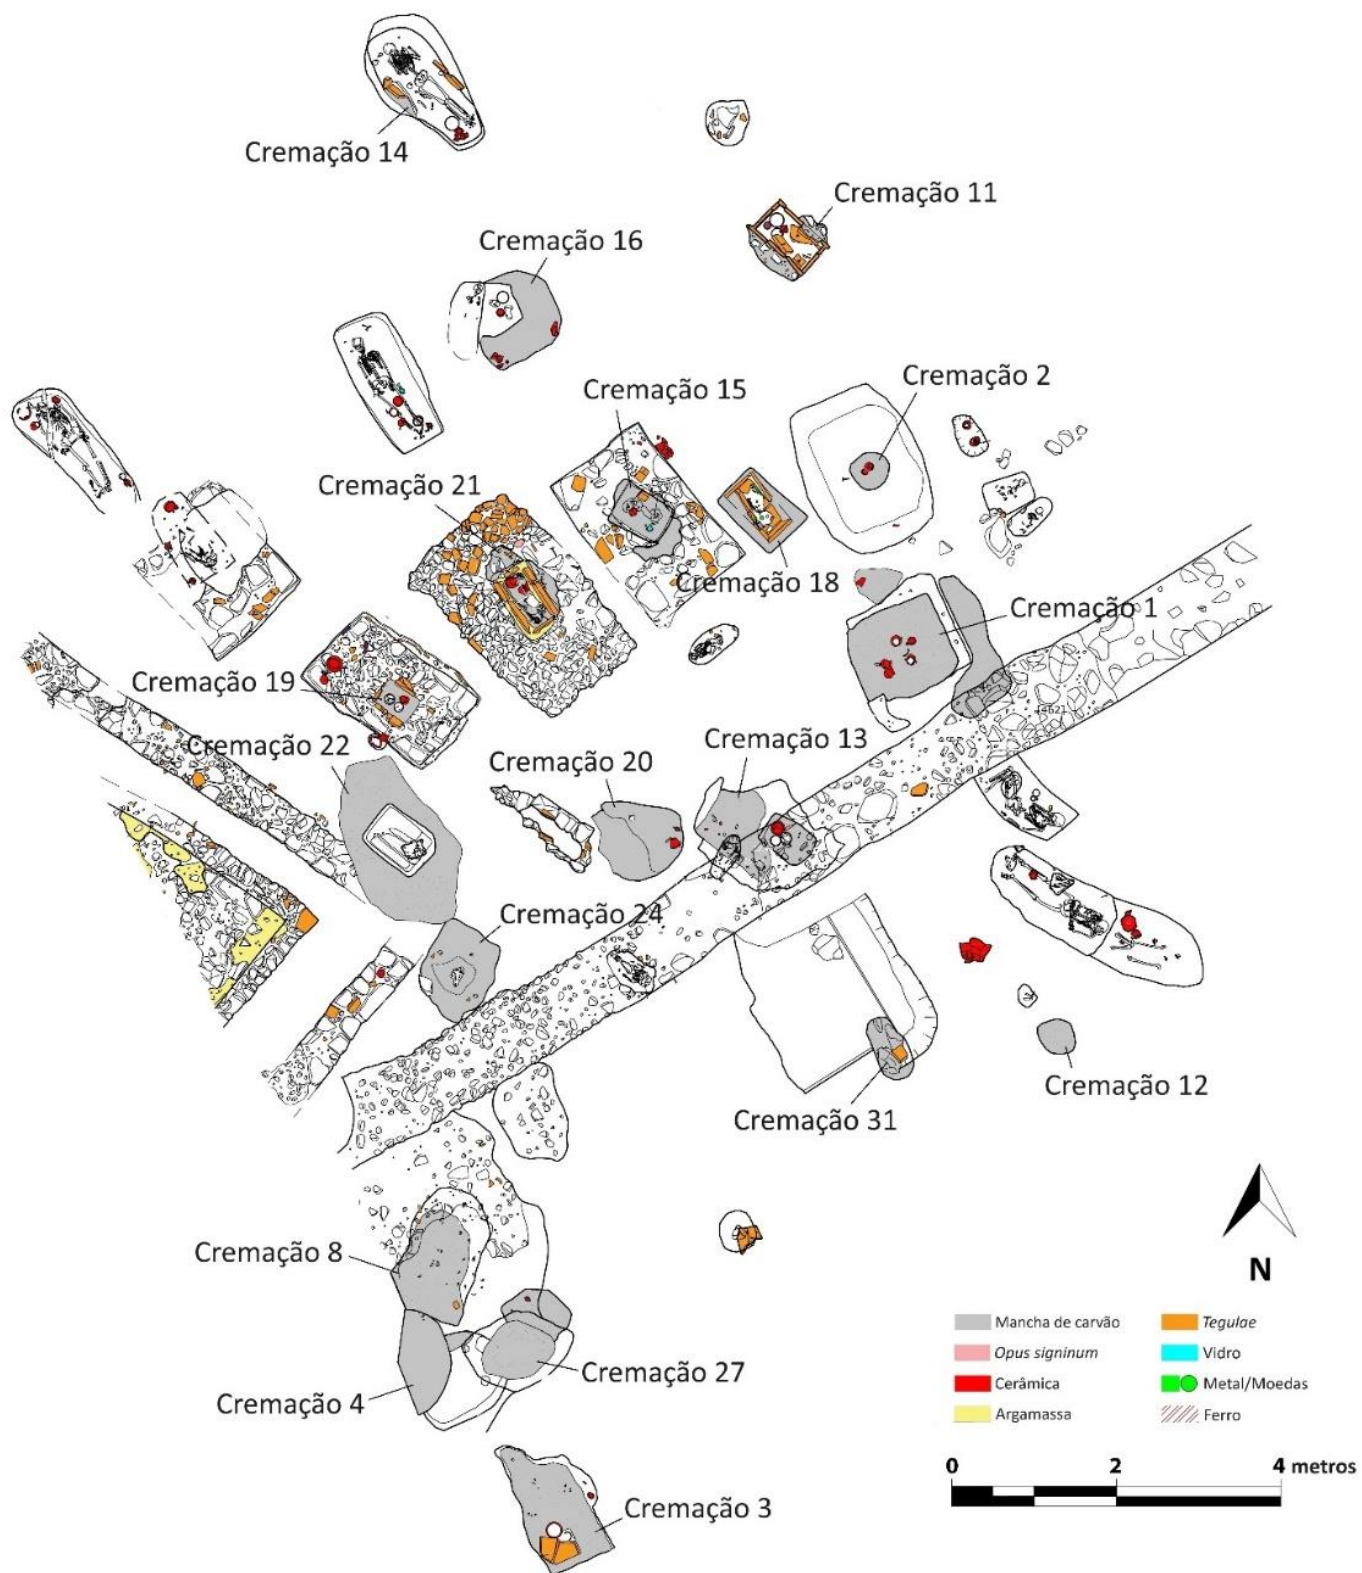 Cremação 14
Cremação 11
Cremação 16
Cremação 2
Cremação 15
Cremação 21
Cremação 18
Cremação 1
Cremação 19
Cremação 22
Cremação 13
Cremação 20
Cremação 24
Cremação 12
Cremação 31
N
Cremação 8
Mancha de carvão
Tegulae
Opus signinum
Vidro
Cerâmica
Metal/Moedas
Argamassa
Ferro
Cremação 27
Cremação 4
0 2 4 metros
Cremação 3